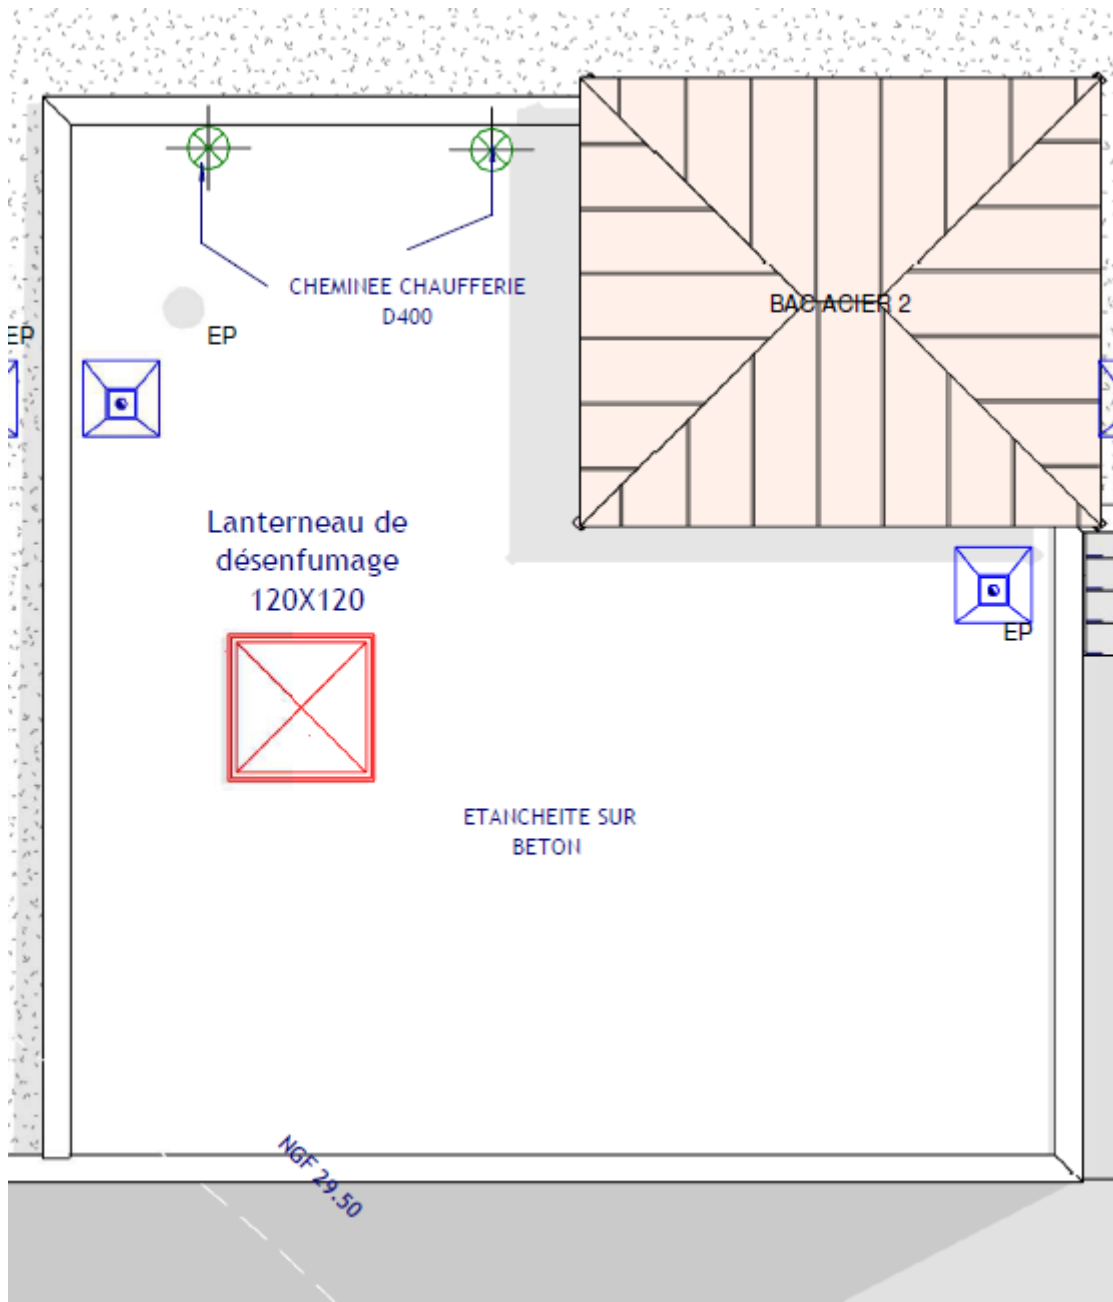 CHEMINEE CHAUFFERIE
D400
BAC ACIER 2
EP
EP
Lanterneau de
désenfumage
120X120
EP
ETANCHEITE SUR
BETON
NGF 29.50